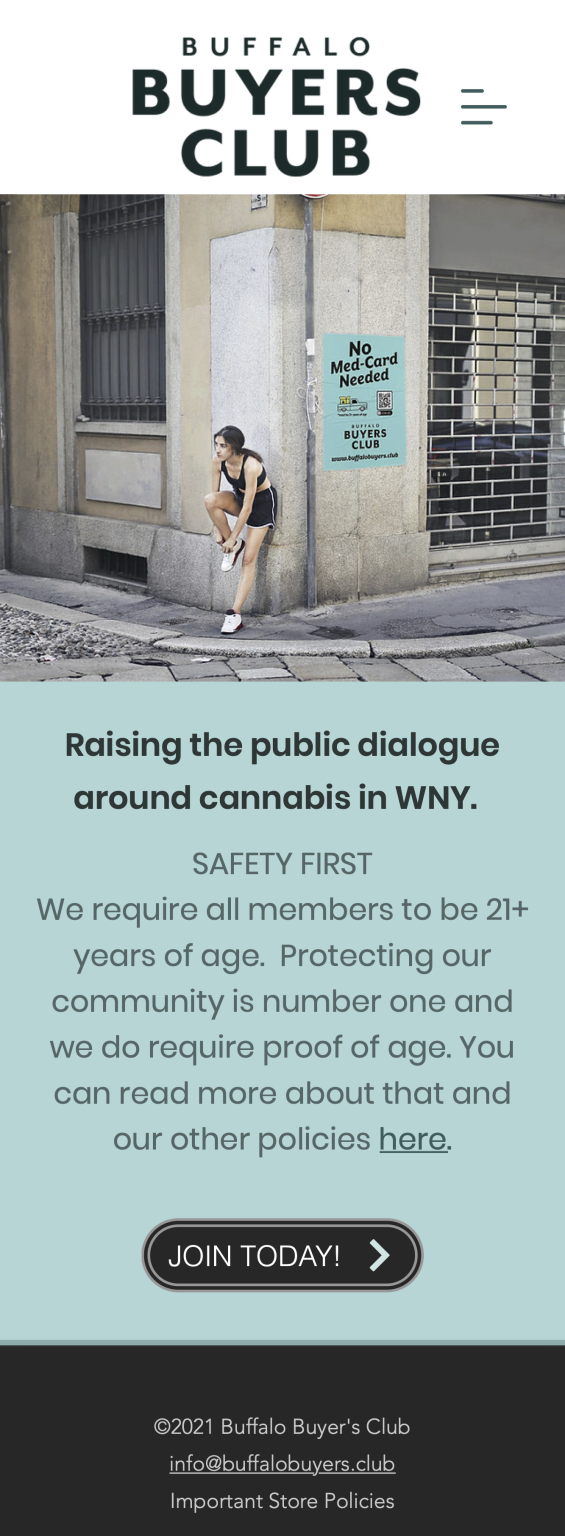 BUFFALO
BUYERS
CLUB
No
Med-Card
Needed
BUFFALO
BUYERS
CLUB
www.buffalobuyers.club
Raising the public dialogue
around cannabis in WNY.
SAFETY FIRST
We require all members to be 21+
years of age.  Protecting our
community is number one and
we do require proof of age. You
can read more about that and
our other policies here.
JOIN TODAY!
©2021 Buffalo Buyer's Club
info@buffalobuyers.club
Important Store Policies